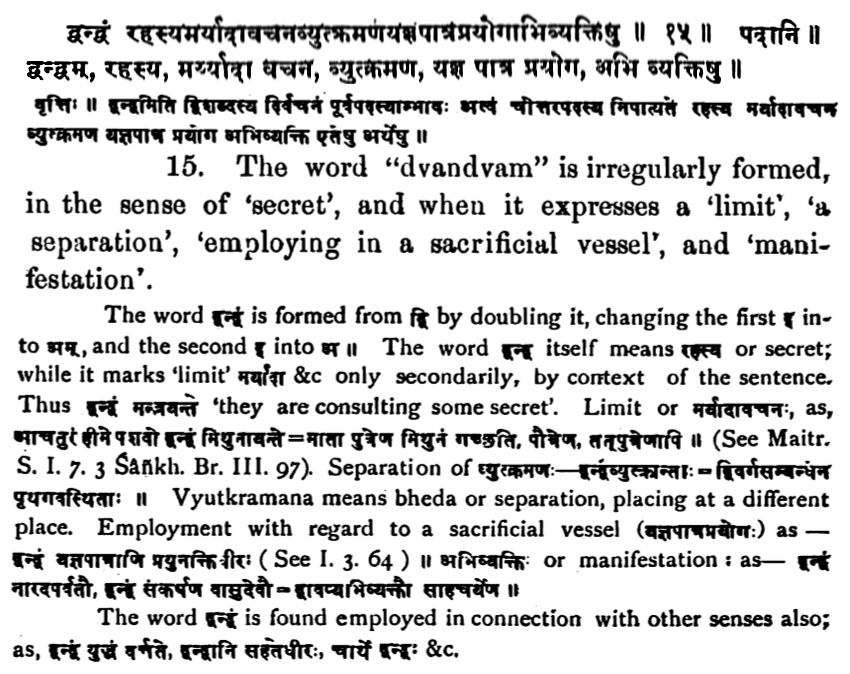 द्वन्द्वं रहस्यमर्यादावचनव्युत्क्रमणयज्ञपात्रप्रयोगाभिव्यक्तिषु ॥ १५ ॥ पदानि ॥
द्वन्द्वम्, रहस्य, मर्य्यादा वचन, व्युत्क्रमण, यज्ञ पात्र प्रयोग, अभि व्यक्तिषु ॥
वृत्तिः ॥ द्वन्द्वमिति द्विशब्दस्य द्विर्वचनं पूर्वपदस्याम्भावः अत्वं चोत्तरपदस्य निपात्यते रहस्य मर्यादावचन
व्युत्क्रमण यज्ञपात्र प्रयोग अभिव्यक्ति एतेषु अर्थेषु ॥
15. The word “dvandvam” is irregularly formed,
in the sense of ‘secret’, and when it expresses a ‘limit’, ‘a
separation’, ‘employing in a sacrificial vessel’, and ‘mani-
festation’.
The word द्वन्द्वं is formed from द्वि by doubling it, changing the first इ in-
to अम्, and the second इ into अ ॥ The word द्वन्द्व itself means रहस्य or secret;
while it marks ‘limit’ मर्यादा &c only secondarily, by context of the sentence.
Thus द्वन्द्वं मन्त्रयन्ते ‘they are consulting some secret’. Limit or मर्यादावचनः, as,
आचतुरं हीमे पशवो द्वन्द्वं मिथुनायन्ते = माता पुत्रेण मिथुनं गच्छति, पौत्रेण, तत्पुत्रेणापि ॥ (See Maitr.
S. I. 7. 3 Śâṅkh. Br. III. 97). Separation of व्युत्क्रमणः—द्वन्द्वंव्युत्क्रान्ताः = द्विवर्गसम्बन्धेन
पृथगवस्थिताः ॥ Vyutkramana means bheda or separation, placing at a different
place. Employment with regard to a sacrificial vessel (यज्ञपात्रप्रयोगः) as —
द्वन्द्वं यज्ञपात्राणि प्रयुनक्ति धीरः ( See I. 3. 64 ) ॥ अभिव्यक्तिः or manifestation : as— द्वन्द्वं
नारदपर्वतौ, द्वन्द्वं संकर्षण वासुदेवौ = द्वावप्यभिव्यक्तौ साहचर्येण ॥
The word द्वन्द्वं is found employed in connection with other senses also;
as, द्वन्द्वं युद्धं वर्तते, द्वन्द्वानि सहतेधीरः, चार्थे द्वन्द्वः &c.